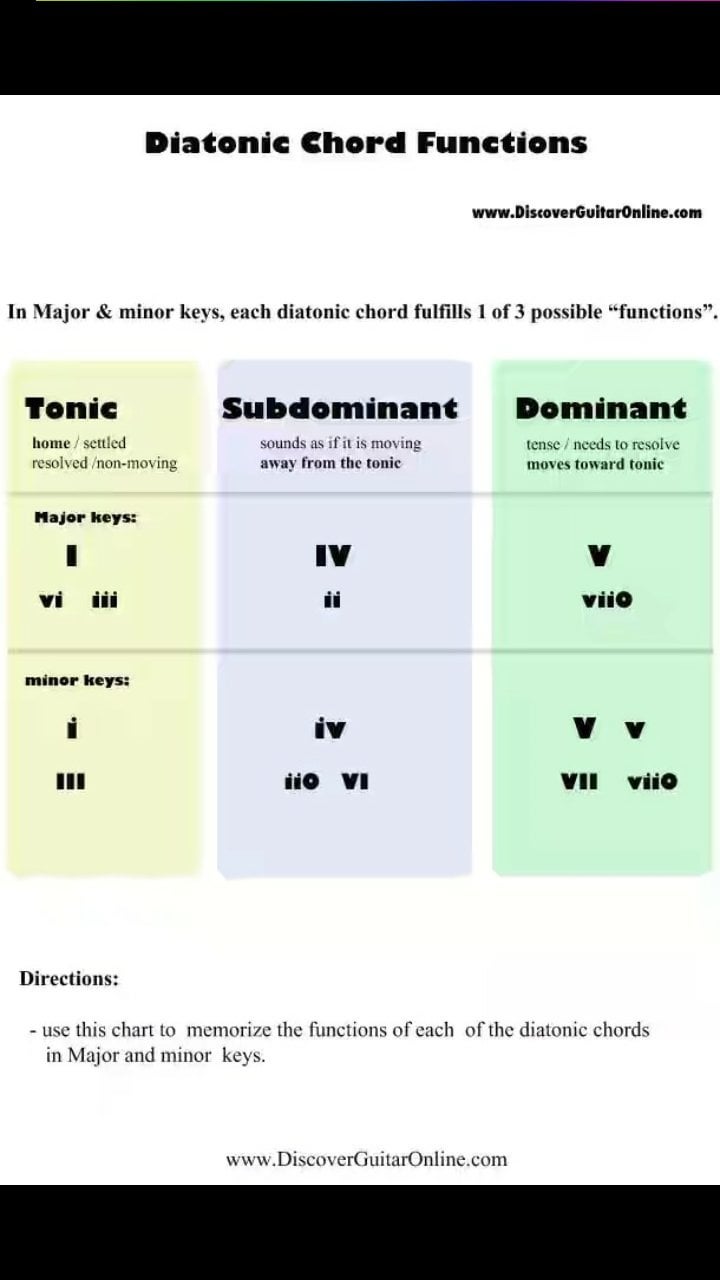 Diatonic Chord Functions
www.DiscoverGuitarOnline.com
In Major & minor keys, each diatonic chord fulfills 1 of 3 possible “functions”.
Tonic
home / settled
resolved /non-moving
Subdominant
sounds as if it is moving
away from the tonic
Dominant
tense / needs to resolve
moves toward tonic
Major keys:
I IV V
vi iii ii viiO
minor keys:
i iv V v
III iiO VI VII viiO
Directions:
- use this chart to memorize the functions of each of the diatonic chords
in Major and minor keys.
www.DiscoverGuitarOnline.com